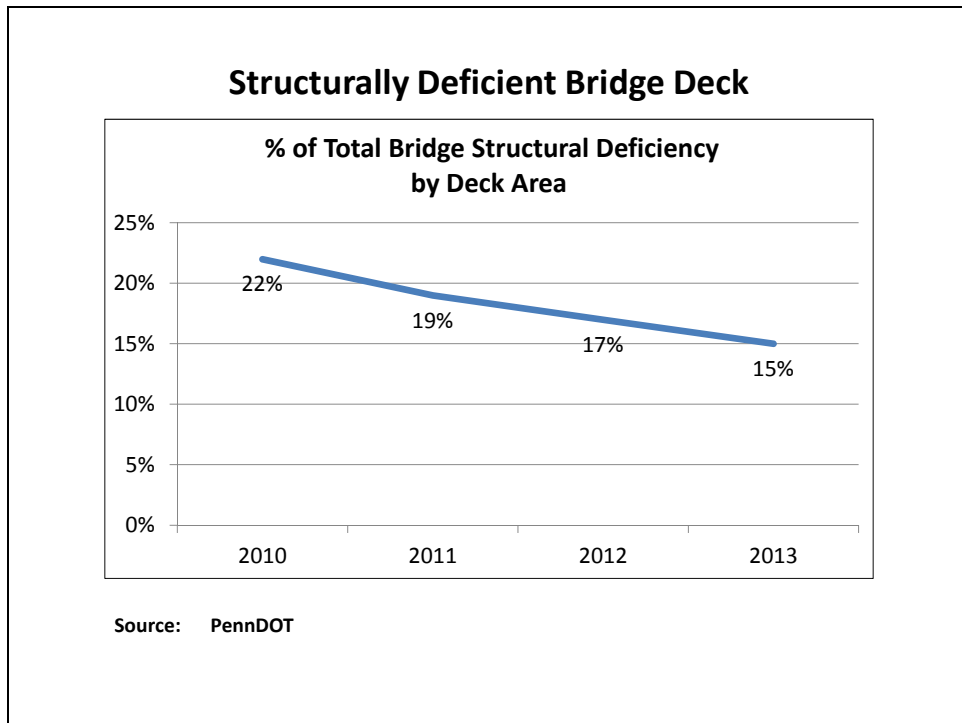 Structurally Deficient Bridge Deck
% of Total Bridge Structural Deficiency
by Deck Area
25%
20%
15%
10%
5%
0%
22%
19%
17%
15%
2010 2011 2012 2013
Source: PennDOT